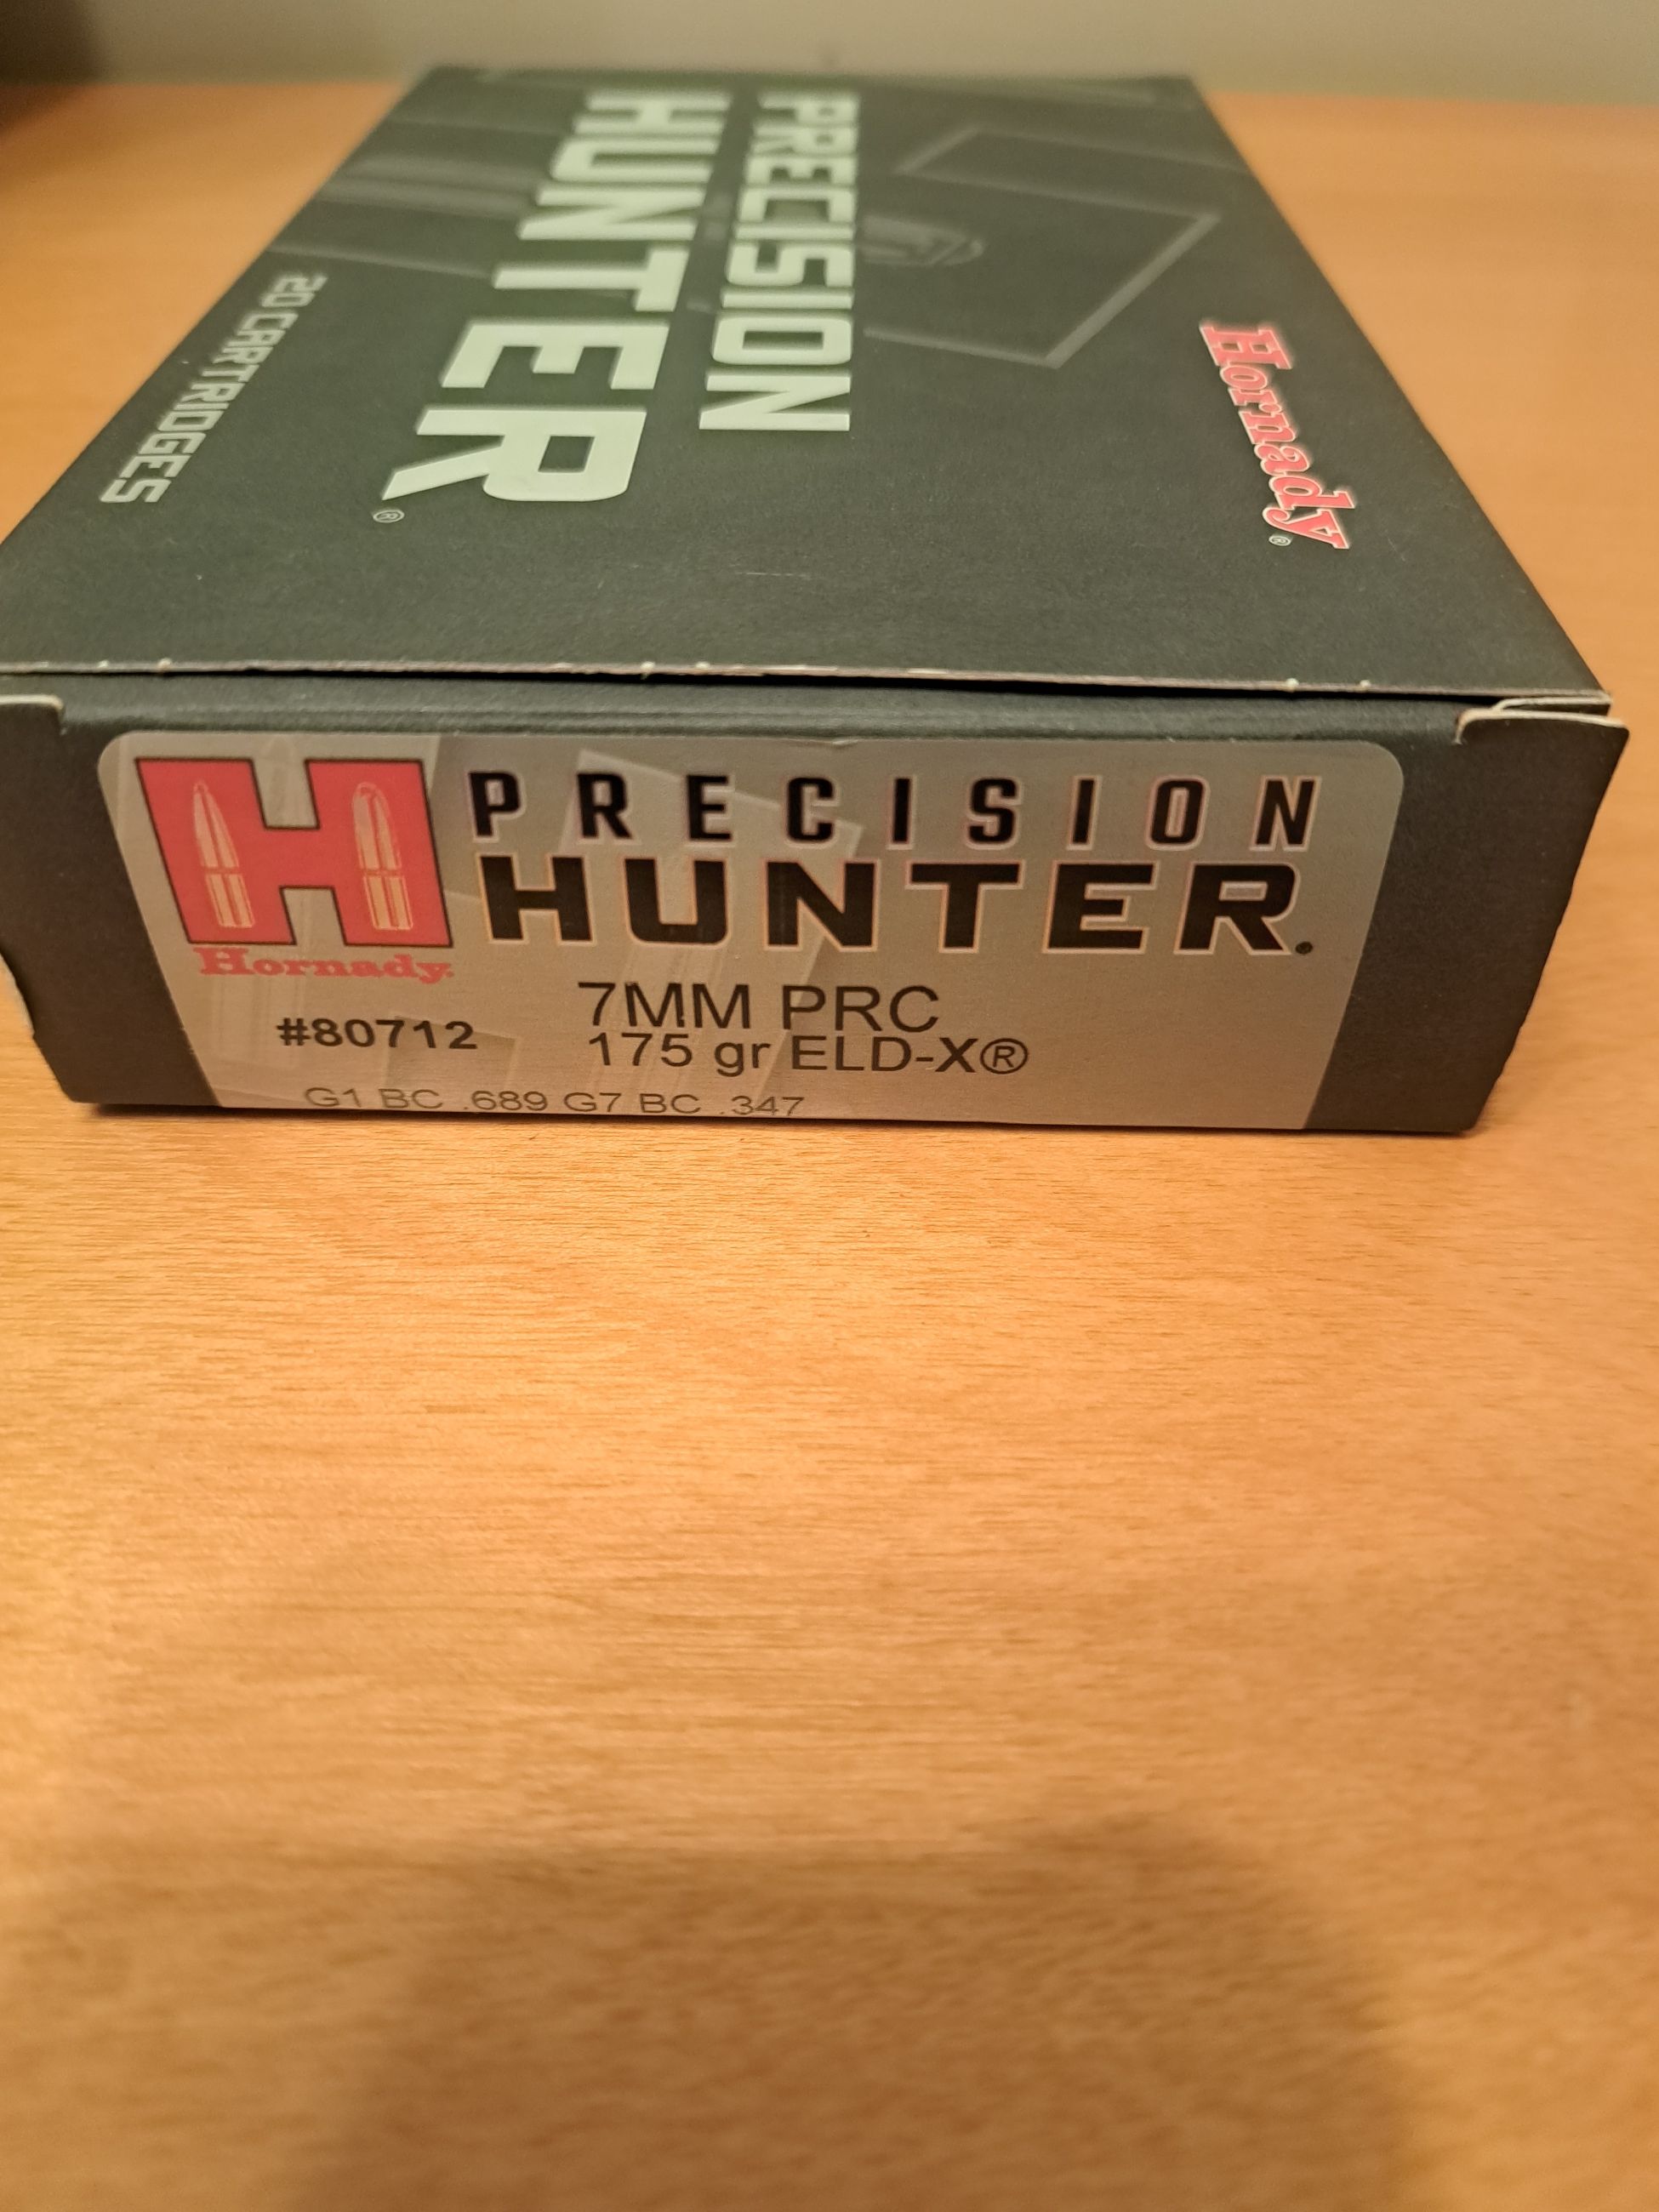 PRECISION
HUNTER®
20 CARTRIDGES
Hornady®
H
Hornady.
PRECISION
HUNTER.
#80712
7MM PRC
175 gr ELD-X®
G1 BC .689 G7 BC .347